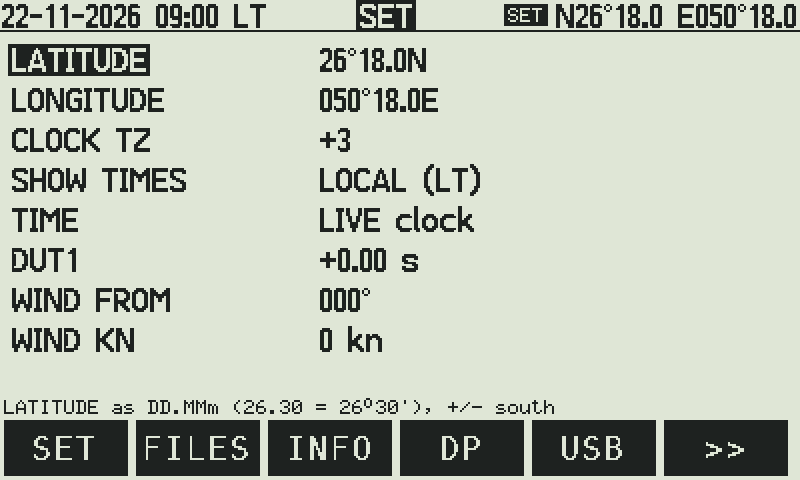 22-11-2026 09:00 LT SET SET N26°18.0 E050°18.0
LATITUDE 26°18.0N
LONGITUDE 050°18.0E
CLOCK TZ +3
SHOW TIMES LOCAL (LT)
TIME LIVE clock
DUT1 +0.00 s
WIND FROM 000°
WIND KN 0 kn
LATITUDE as DD.MMm (26.30 = 26º30'), +/- south
SET FILES INFO DP USB >>